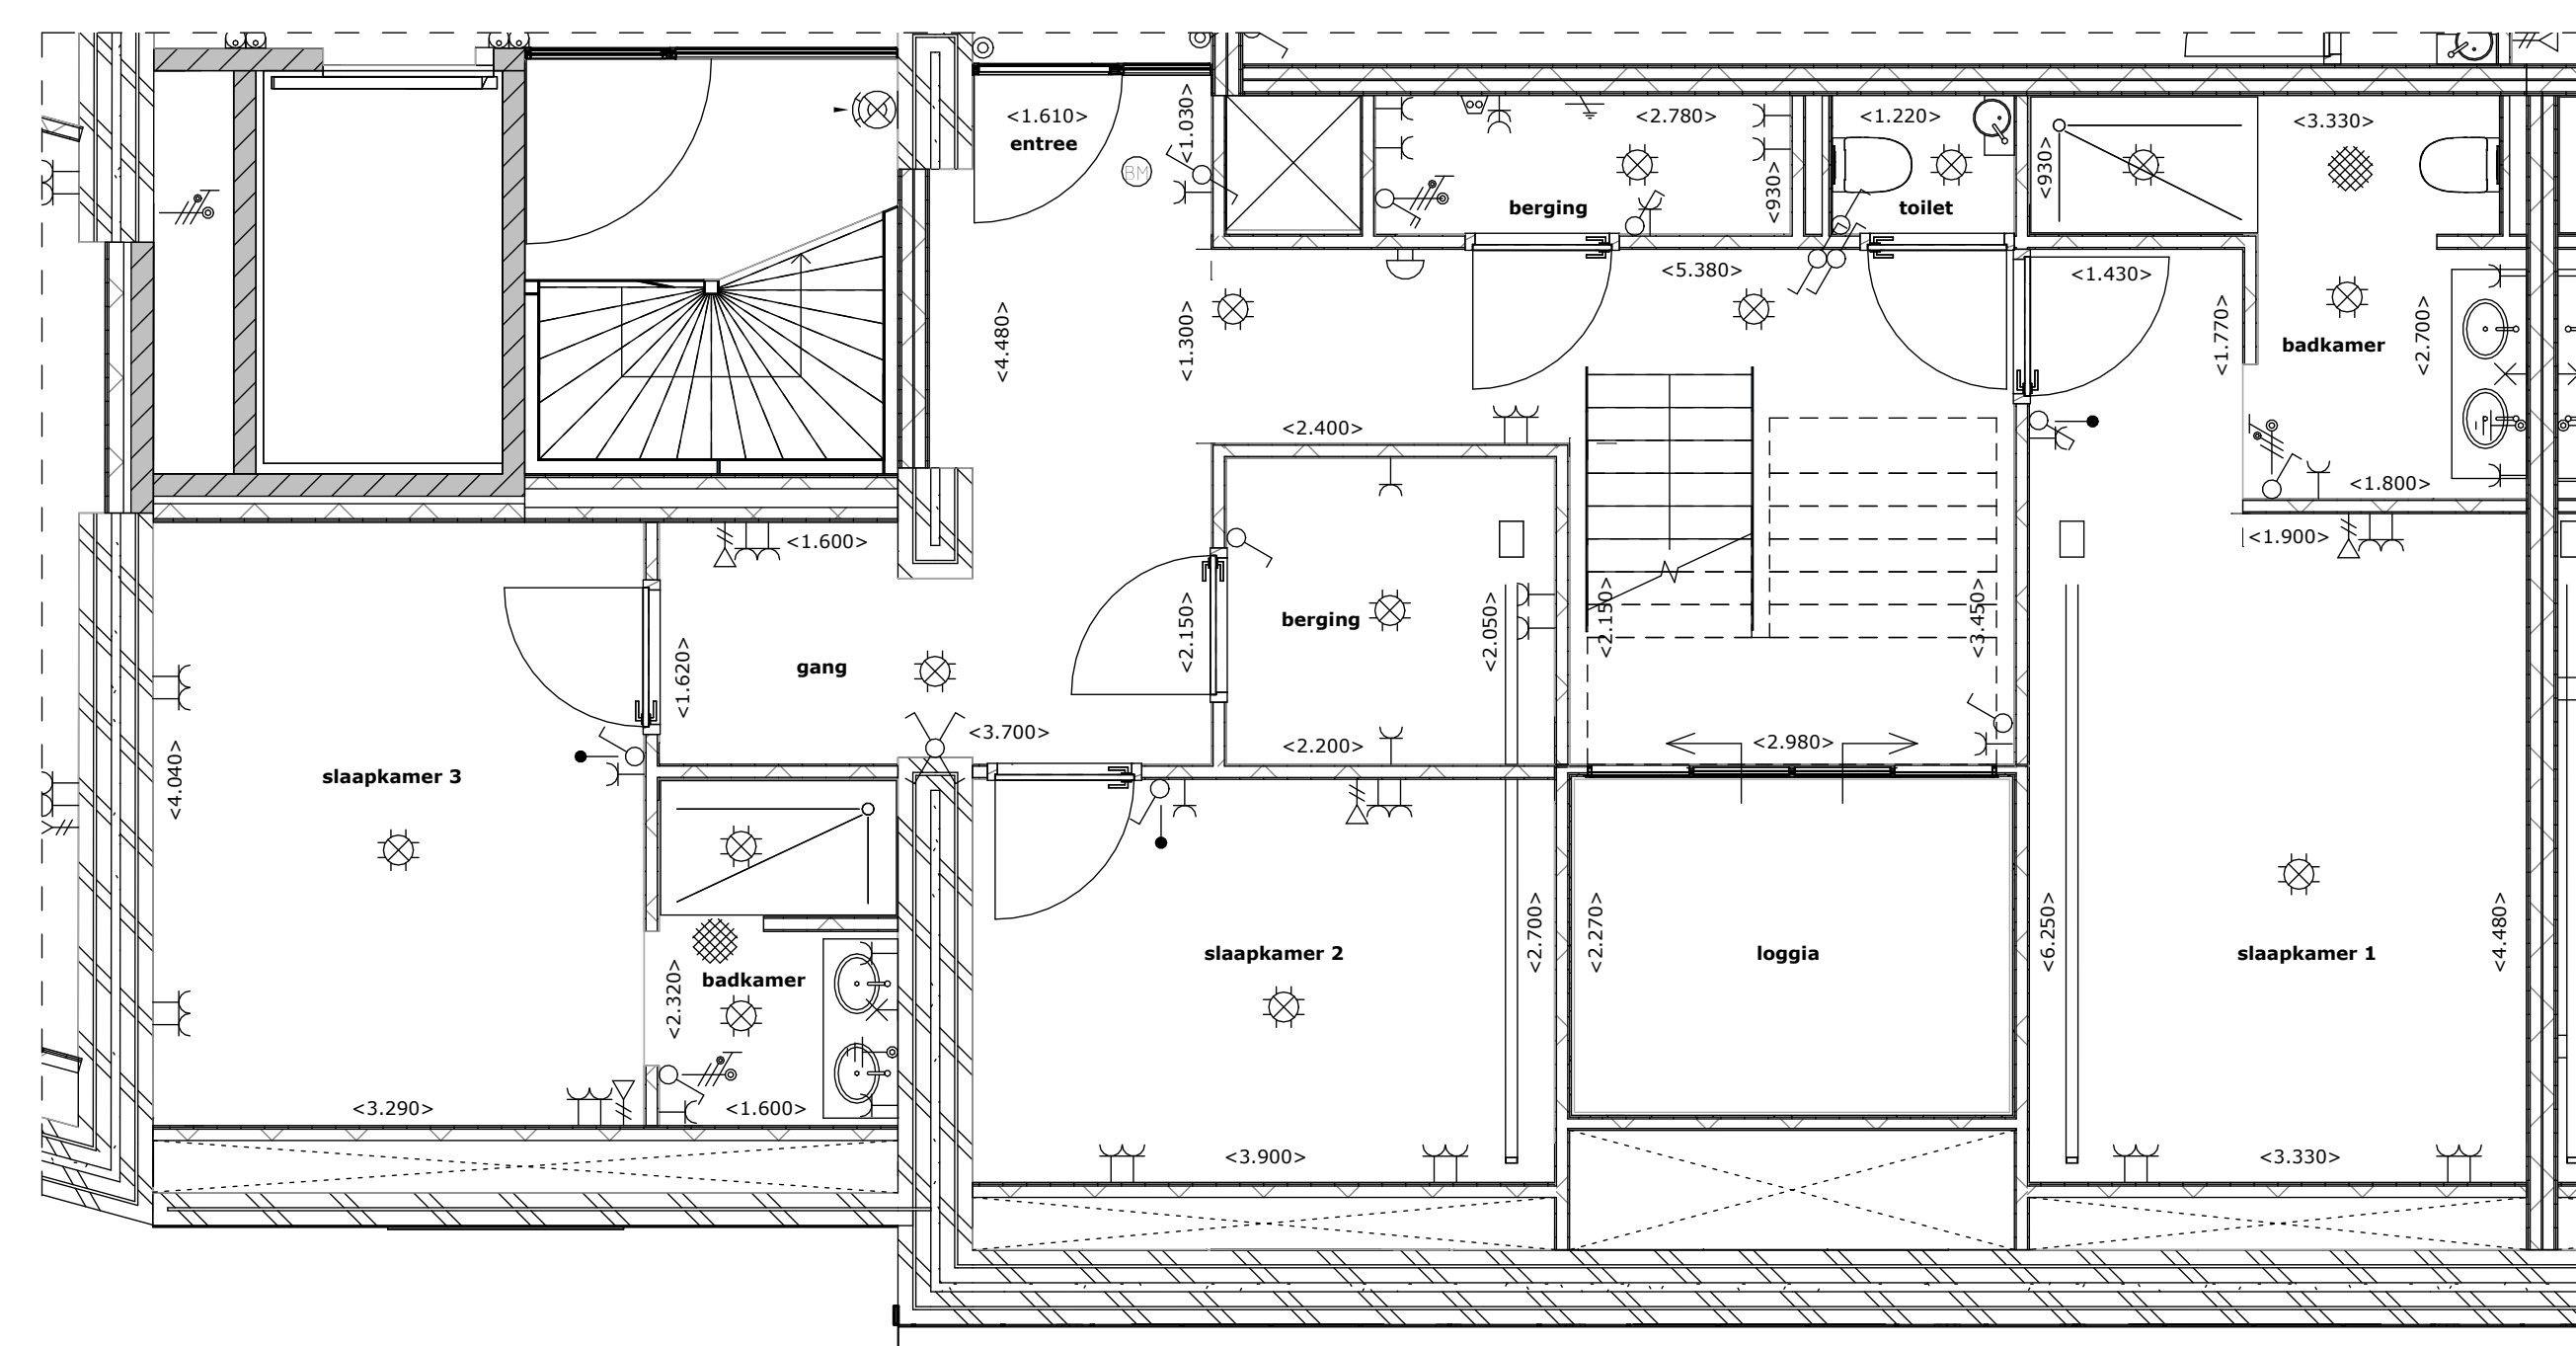 <1.610>
entree
<1.030>
BM
<2.780>
<930>
berging
<1.220>
toilet
<930>
<3.330>
<5.380>
<1.430>
<4.480>
<1.300>
<1.770>
badkamer
<2.700>
<2.400>
<1.800>
<1.900>
<1.600>
<1.620>
gang
<2.150>
berging
<2.050>
<2.150>
<3.450>
<3.700>
<2.200>
<2.980>
<4.040>
slaapkamer 3
slaapkamer 2
<2.700>
<2.270>
loggia
<6.250>
slaapkamer 1
<4.480>
<2.320>
badkamer
<3.290>
<1.600>
<3.900>
<3.330>